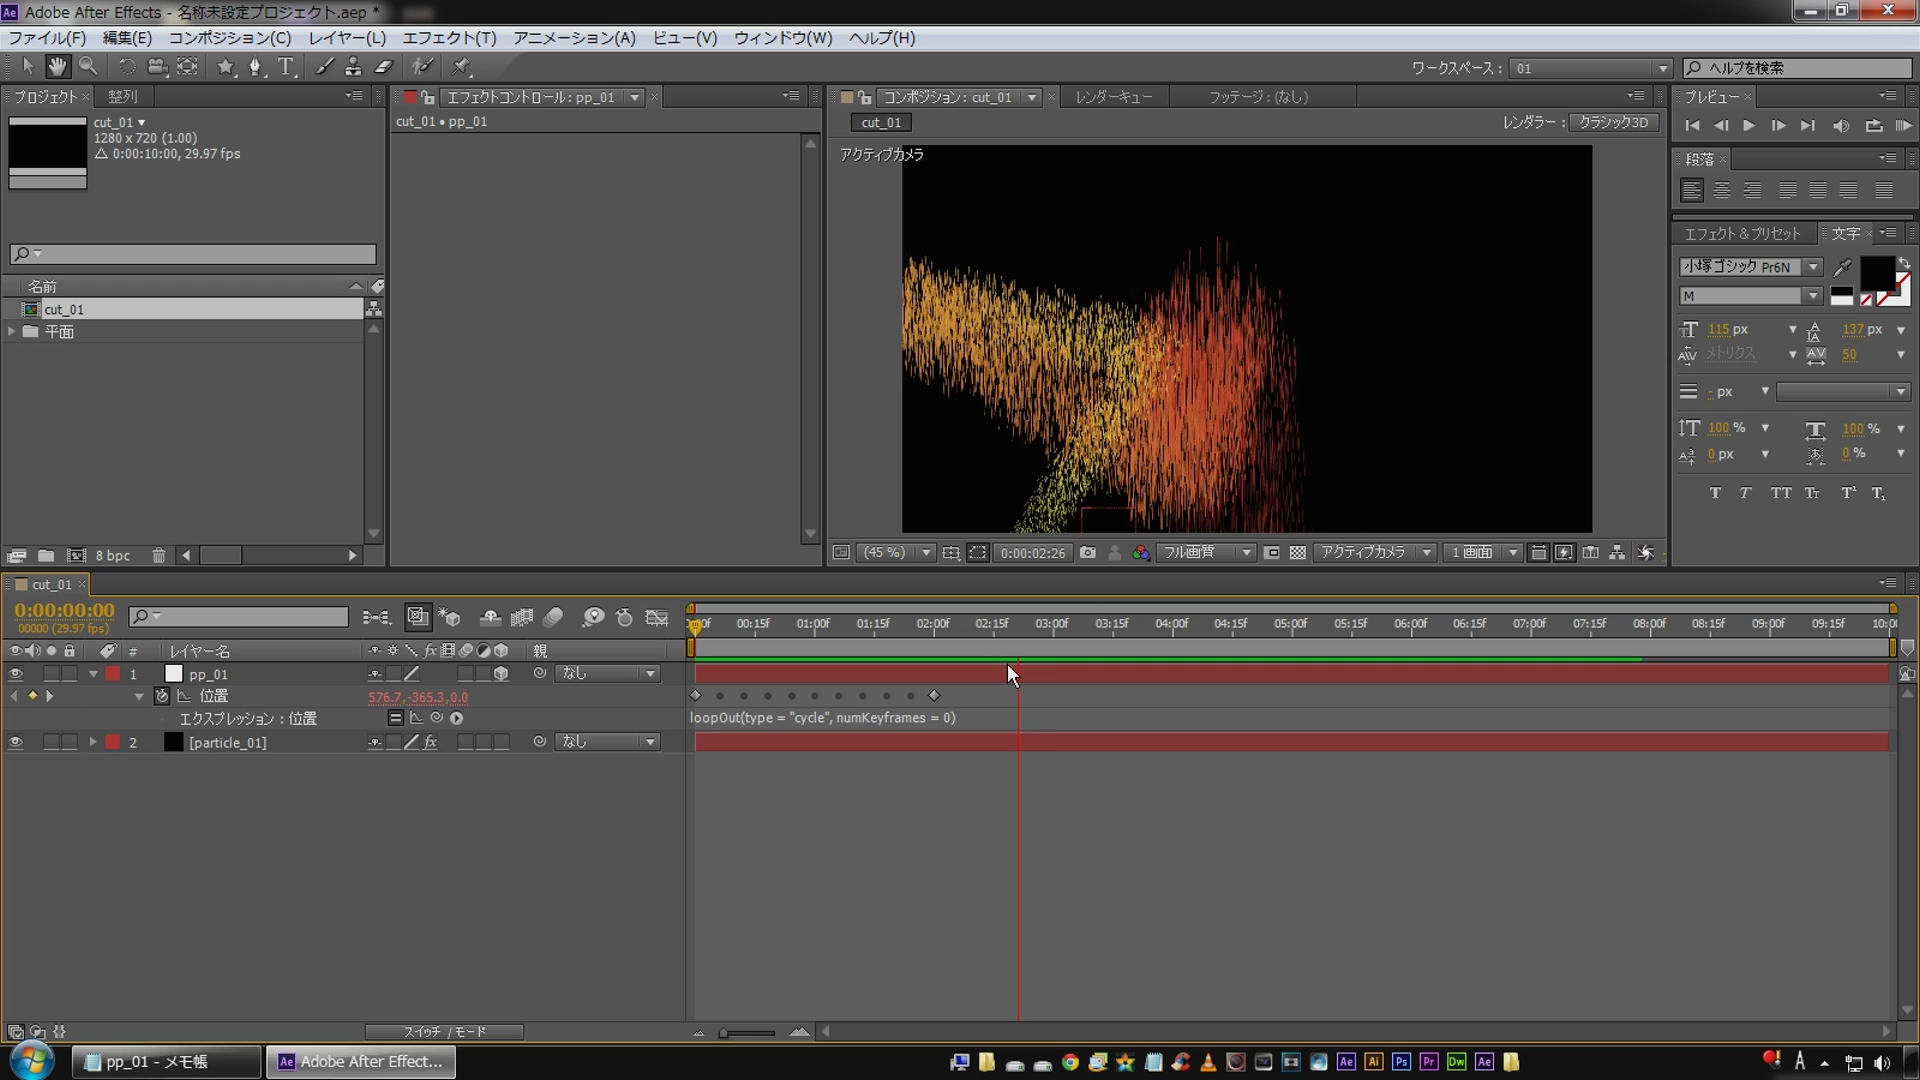 Adobe After Effects - 名称未設定プロジェクト.aep *
ファイル(F) 編集(E) コンポジション(C) レイヤー(L) エフェクト(T) アニメーション(A) ビュー(V) ウィンドウ(W) ヘルプ(H)
ワークスペース： 01 ヘルプを検索
プロジェクト 整列 エフェクトコントロール：pp_01 コンポジション：cut_01 レンダーキュー フッテージ：(なし) プレビュー
cut_01
1280 x 720 (1.00)
△ 0:00:10:00, 29.97 fps
cut_01 • pp_01
cut_01 レンダラー： クラシック3D
アクティブカメラ
段落
エフェクト＆プリセット 文字
小塚ゴシック Pr6N
M
115 px 137 px
メトリクス 50
- px
100 % 100 %
0 px 0 %
名前
cut_01
平面
8 bpc
(45 %) 0:00:02:26 フル画質 アクティブカメラ 1 画面
cut_01
0:00:00:00
00000 (29.97 fps)
00:15f 01:00f 01:15f 02:00f 02:15f 03:00f 03:15f 04:00f 04:15f 05:00f 05:15f 06:00f 06:15f 07:00f 07:15f 08:00f 08:15f 09:00f 09:15f
# レイヤー名 親
1 pp_01 なし
位置 576.7,-365.3,0.0
エクスプレッション：位置 loopOut(type = "cycle", numKeyframes = 0)
2 [particle_01] なし
スイッチ / モード
pp_01 - メモ帳 Adobe After Effect...